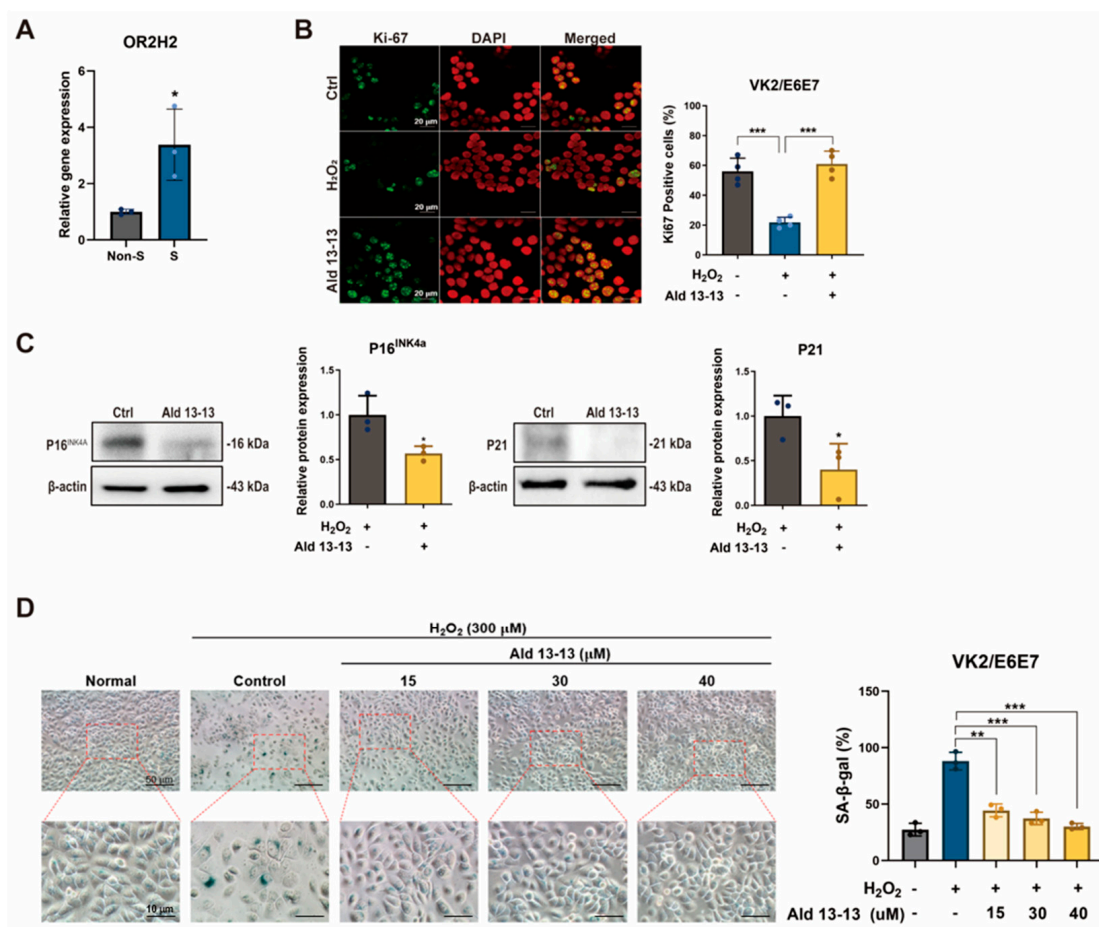 A
OR2H2
Relative gene expression
6
4
2
0
*
Non-S
S
B
Ki-67
DAPI
Merged
Ctrl
20 μm
H₂O₂
20 μm
Ald 13-13
20 μm
VK2/E6E7
Ki67 Positive cells (%)
100
80
60
40
20
0
*** ***
H₂O₂ - + +
Ald 13-13 - - +
C
Ctrl Ald 13-13
P16ᴵᴺᴷ⁴ᴬ -16 kDa
β-actin -43 kDa
P16ᴵᴺᴷ⁴ᵃ
Relative protein expression
1.5
1.0
0.5
0.0
*
H₂O₂ + +
Ald 13-13 - +
Ctrl Ald 13-13
P21 -21 kDa
β-actin -43 kDa
P21
Relative protein expression
1.5
1.0
0.5
0.0
*
H₂O₂ + +
Ald 13-13 - +
D
H₂O₂ (300 μM)
Ald 13-13 (μM)
Normal Control 15 30 40
50 μm
10 μm
VK2/E6E7
SA-β-gal (%)
150
100
50
0
***
***
**
H₂O₂ - + + + +
Ald 13-13 (uM) - - 15 30 40